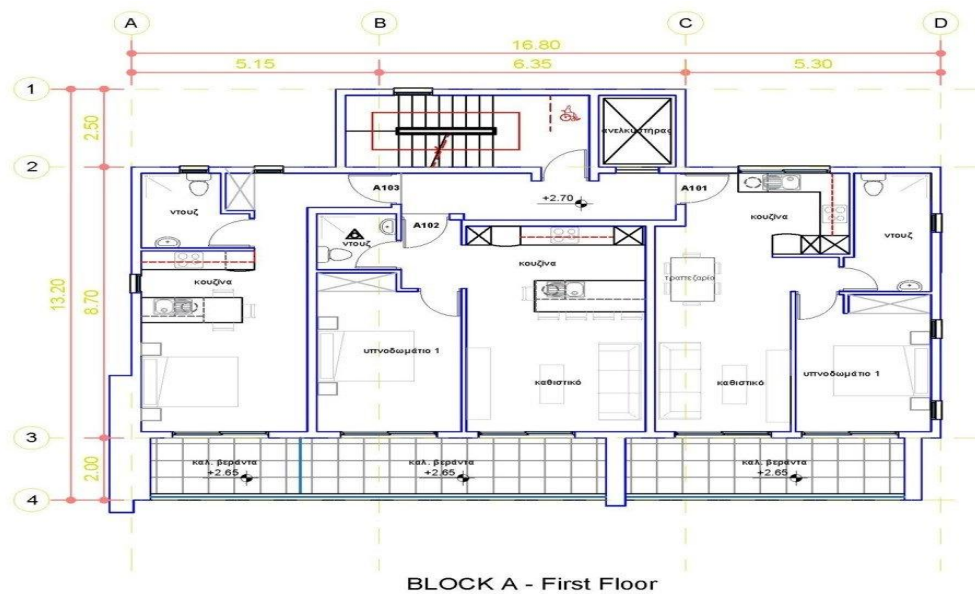 A B C D
16.80
5.15 6.35 5.30
1
2.50
ανελκυστήρας
2
A103 A101
+2.70
A102
ντουζ
ντουζ
κουζίνα
ντουζ
κουζίνα
τραπεζαρία
κουζίνα
13.20
8.70
υπνοδωμάτιο 1
υπνοδωμάτιο 1
καθιστικό
καθιστικό
3
καλ. βεράντα
+2.65
καλ. βεράντα
+2.65
καλ. βεράντα
+2.65
2.00
4
BLOCK A - First Floor